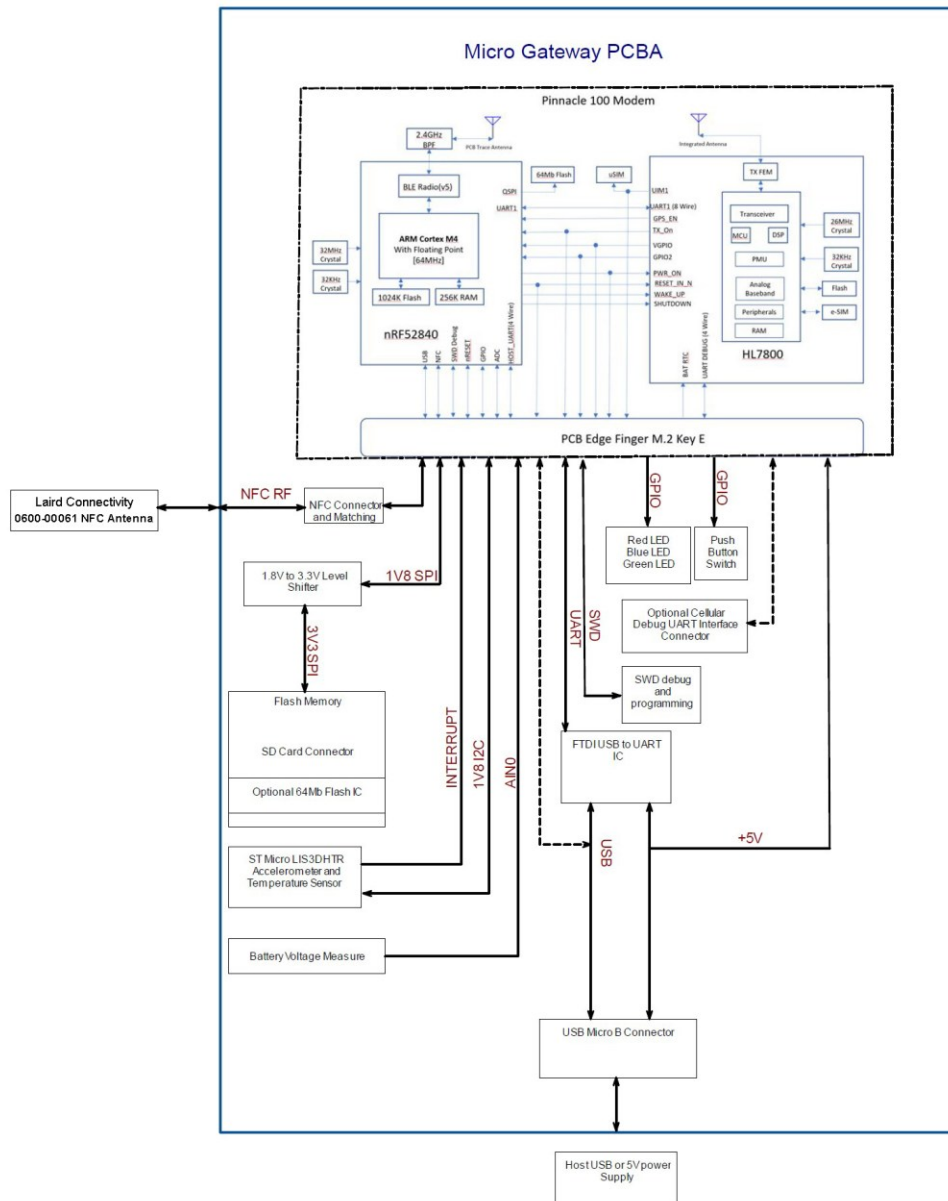 Micro Gateway PCBA
Pinnacle 100 Modem
2.4GHz
BPF
PCB Trace Antenna
Integrated Antenna
BLE Radio(v5)
QSPI
64Mb Flash
uSIM
UIM1
TX FEM
UART1
UART1 (8 Wire)
GPS_EN
TX_On
VGPIO
GPIO2
PWR_ON
RESET_IN_N
WAKE_UP
SHUTDOWN
ARM Cortex M4
With Floating Point
[64MHz]
32MHz
Crystal
32KHz
Crystal
1024K Flash
256K RAM
nRF52840
USB
NFC
SWD Debug
nRESET
GPIO
ADC
HOST_UART(4 Wire)
Transceiver
MCU
DSP
PMU
Analog
Baseband
Peripherals
RAM
26MHz
Crystal
32KHz
Crystal
Flash
e-SIM
HL7800
BAT RTC
UART DEBUG (4 Wire)
PCB Edge Finger M.2 Key E
Laird Connectivity
0600-00061 NFC Antenna
NFC RF
NFC Connector
and Matching
GPIO
GPIO
Red LED
Blue LED
Green LED
Push
Button
Switch
1.8V to 3.3V Level
Shifter
1V8 SPI
3V3 SPI
Optional Cellular
Debug UART Interface
Connector
UART
SWD
SWD debug
and
programming
Flash Memory
SD Card Connector
Optional 64Mb Flash IC
INTERRUPT
1V8 I2C
AIN0
FTDI USB to UART
IC
USB
+5V
ST Micro LIS3DHTR
Accelerometer and
Temperature Sensor
Battery Voltage Measure
USB Micro B Connector
Host USB or 5V power
Supply